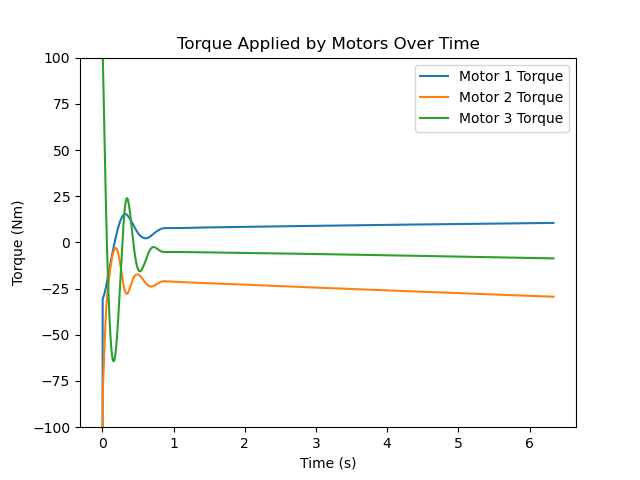 Torque Applied by Motors Over Time
100
75
50
25
0
−25
−50
−75
−100
Torque (Nm)
Motor 1 Torque
Motor 2 Torque
Motor 3 Torque
0 1 2 3 4 5 6
Time (s)